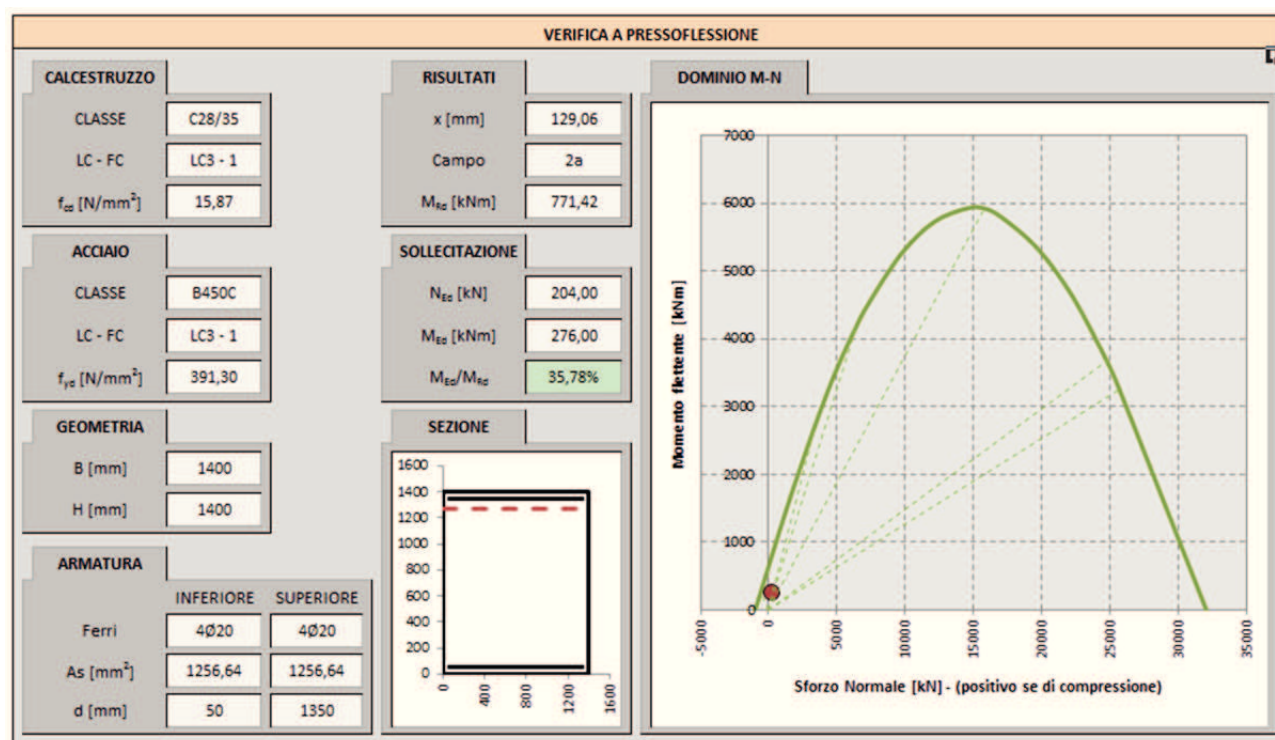 VERIFICA A PRESSOFLESSIONE
CALCESTRUZZO
CLASSE C28/35
LC - FC LC3 - 1
fcd [N/mm²] 15,87
ACCIAIO
CLASSE B450C
LC - FC LC3 - 1
fyd [N/mm²] 391,30
GEOMETRIA
B [mm] 1400
H [mm] 1400
ARMATURA
INFERIORE SUPERIORE
Ferri 4Ø20 4Ø20
As [mm²] 1256,64 1256,64
d [mm] 50 1350
RISULTATI
x [mm] 129,06
Campo 2a
MRd [kNm] 771,42
SOLLECITAZIONE
NEd [kN] 204,00
MEd [kNm] 276,00
MEd/MRd 35,78%
SEZIONE
1600
1400
1200
1000
800
600
400
200
0
0 400 800 1200 1600
DOMINIO M-N
Momento flettente [kNm]
7000
6000
5000
4000
3000
2000
1000
0
-5000 0 5000 10000 15000 20000 25000 30000 35000
Sforzo Normale [kN] - (positivo se di compressione)